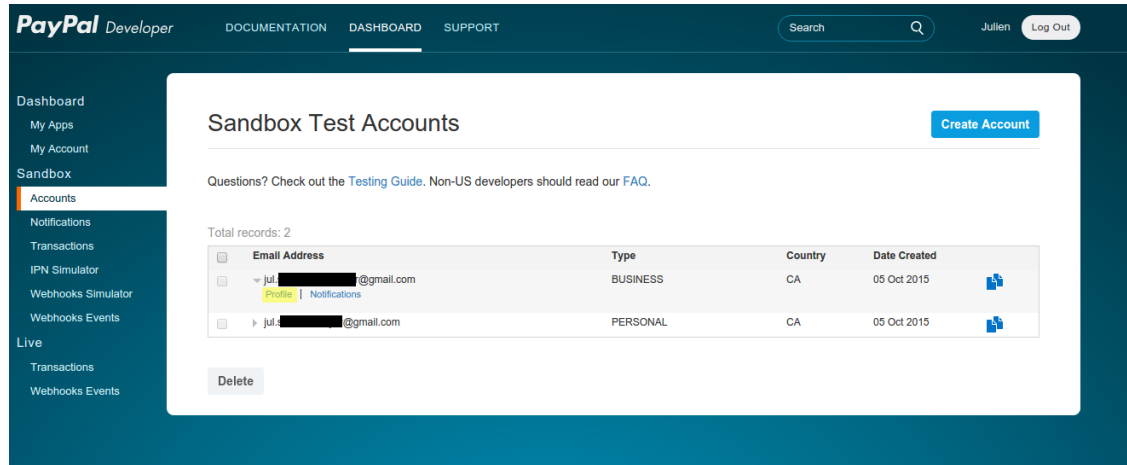 PayPal Developer DOCUMENTATION DASHBOARD SUPPORT Search Julien Log Out
Dashboard
My Apps
My Account
Sandbox
Accounts
Notifications
Transactions
IPN Simulator
Webhooks Simulator
Webhooks Events
Live
Transactions
Webhooks Events
Sandbox Test Accounts Create Account
Questions? Check out the Testing Guide. Non-US developers should read our FAQ.
Total records: 2
Email Address Type Country Date Created
jul. r@gmail.com BUSINESS CA 05 Oct 2015
Profile | Notifications
jul. @gmail.com PERSONAL CA 05 Oct 2015
Delete